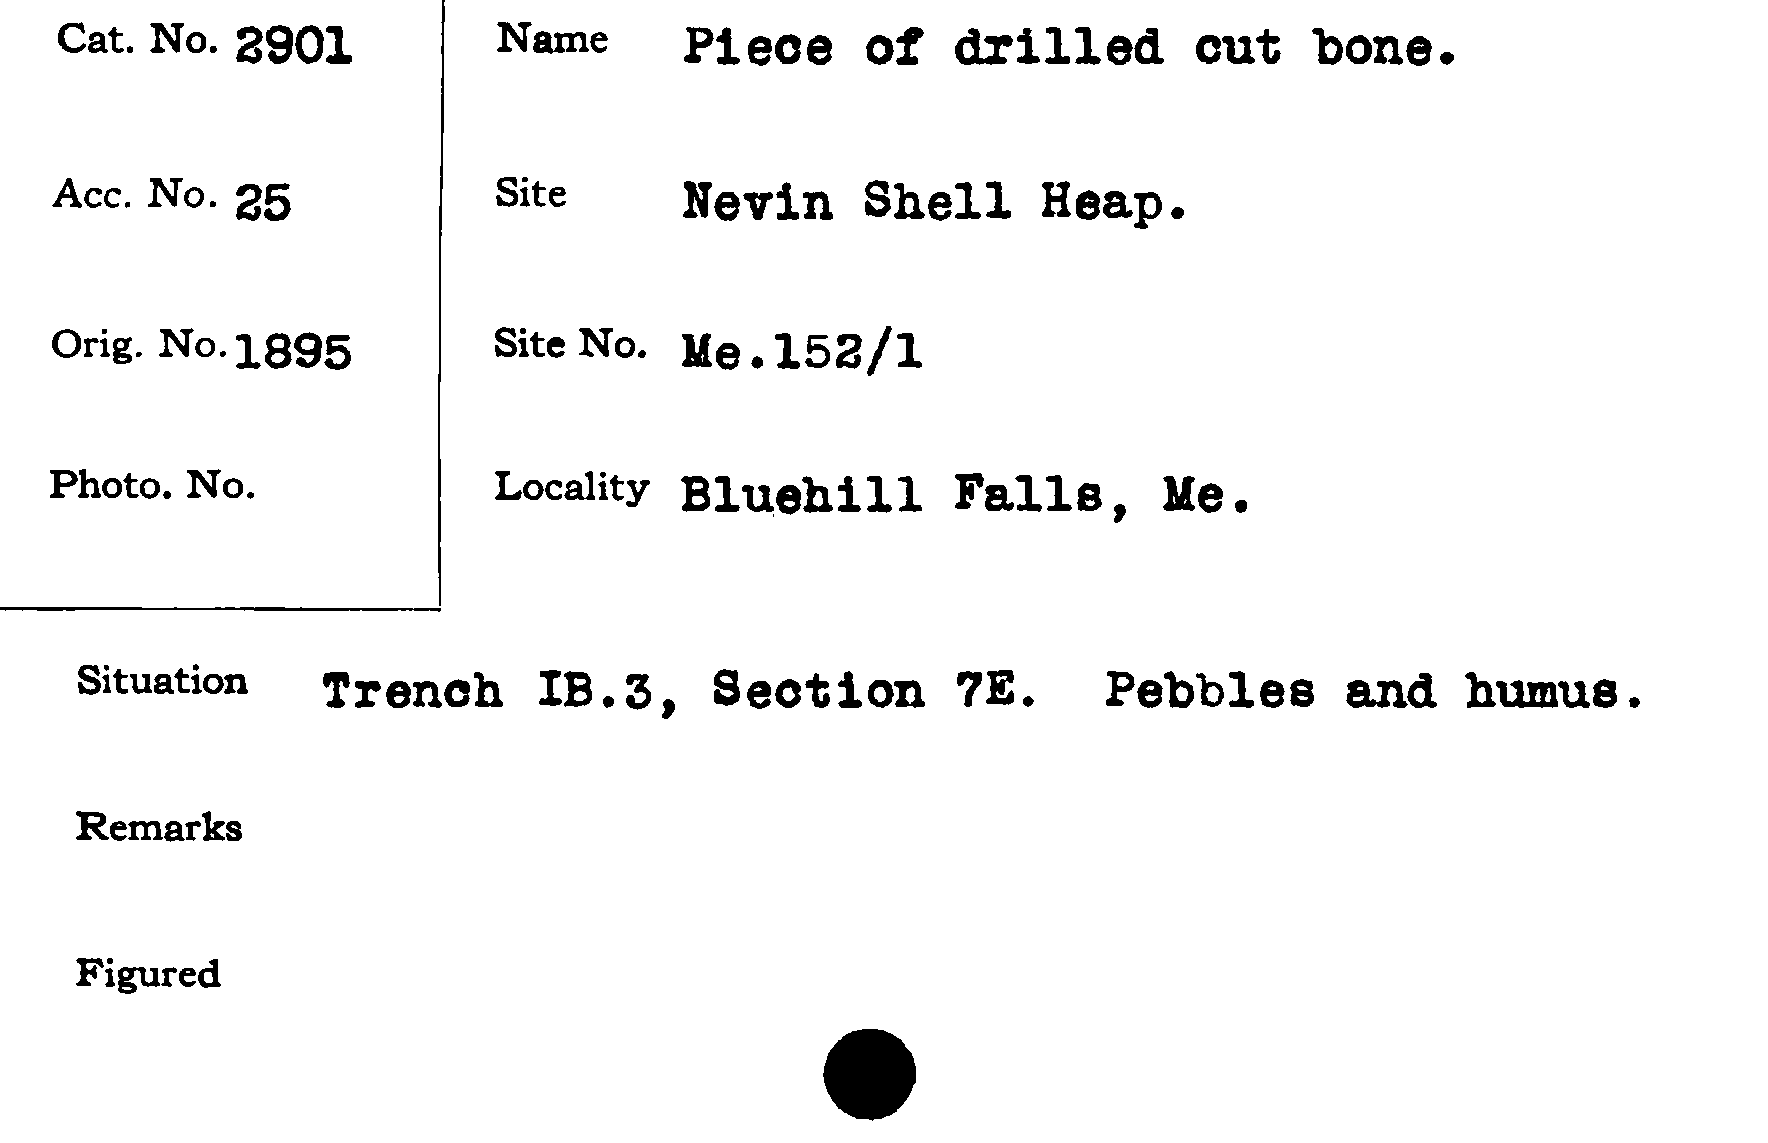 Cat. No. 2901
Name Piece of drilled cut bone.
Acc. No. 25
Site Nevin Shell Heap.
Orig. No. 1895
Site No. Me.152/1
Photo. No.
Locality Bluehill Falls, Me.
Situation Trench IB.3, Section 7E. Pebbles and humus.
Remarks
Figured